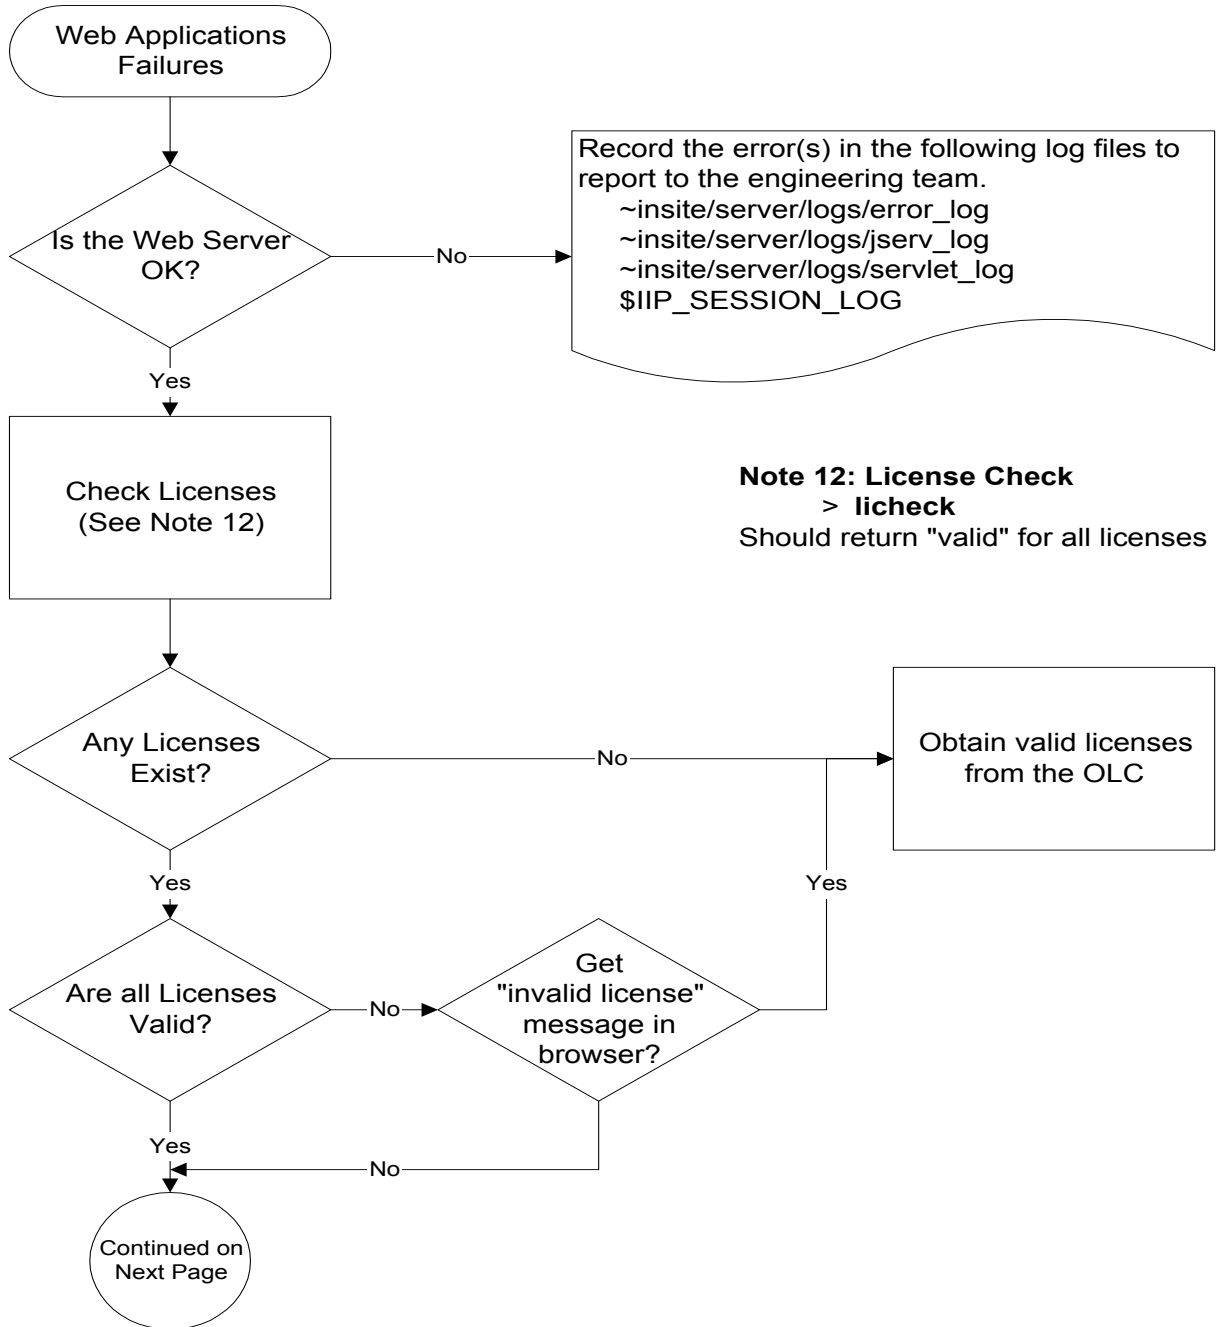 Web Applications
Failures
Record the error(s) in the following log files to
report to the engineering team.
~insite/server/logs/error_log
~insite/server/logs/jserv_log
~insite/server/logs/servlet_log
$IIP_SESSION_LOG
Is the Web Server
OK?
No
Yes
Check Licenses
(See Note 12)
Note 12: License Check
> licheck
Should return "valid" for all licenses
Any Licenses
Exist?
No
Obtain valid licenses
from the OLC
Yes
Yes
Are all Licenses
Valid?
No
Get
"invalid license"
message in
browser?
Yes
No
Continued on
Next Page